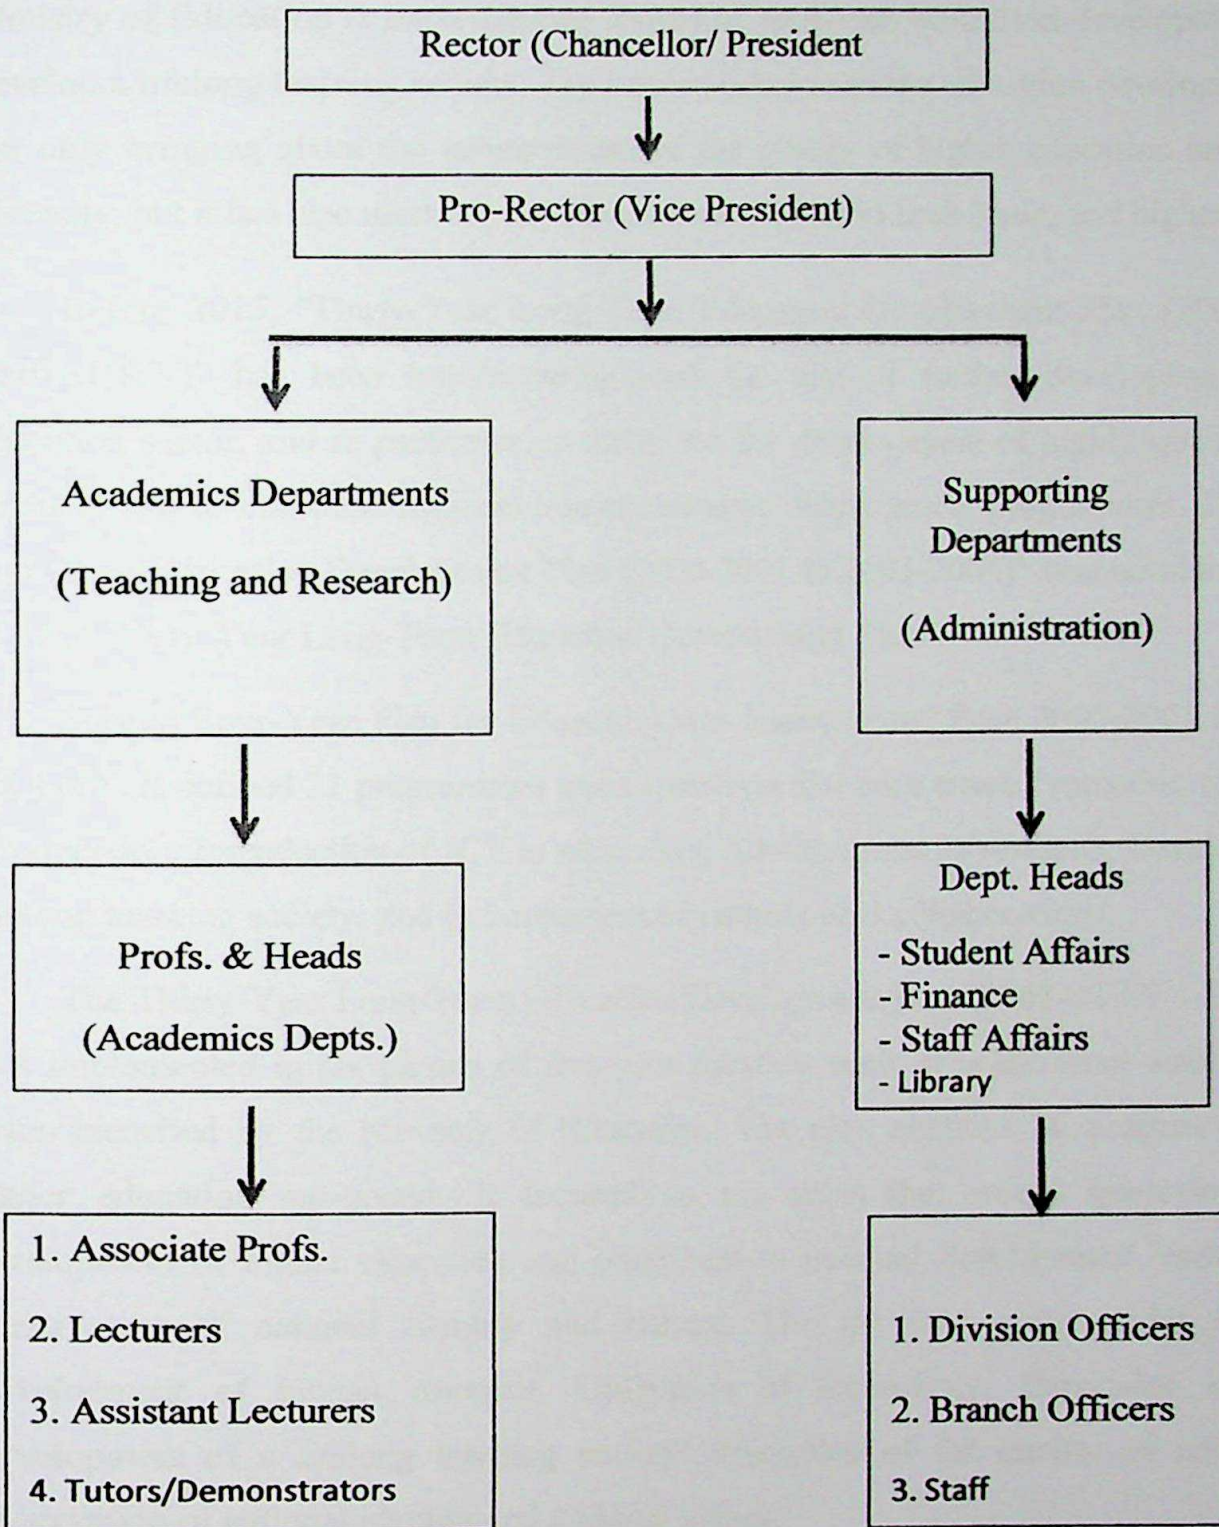 Rector (Chancellor/ President
Pro-Rector (Vice President)
Academics Departments
(Teaching and Research)
Supporting
Departments
(Administration)
Profs. & Heads
(Academics Depts.)
Dept. Heads
- Student Affairs
- Finance
- Staff Affairs
- Library
1. Associate Profs.
2. Lecturers
3. Assistant Lecturers
4. Tutors/Demonstrators
1. Division Officers
2. Branch Officers
3. Staff